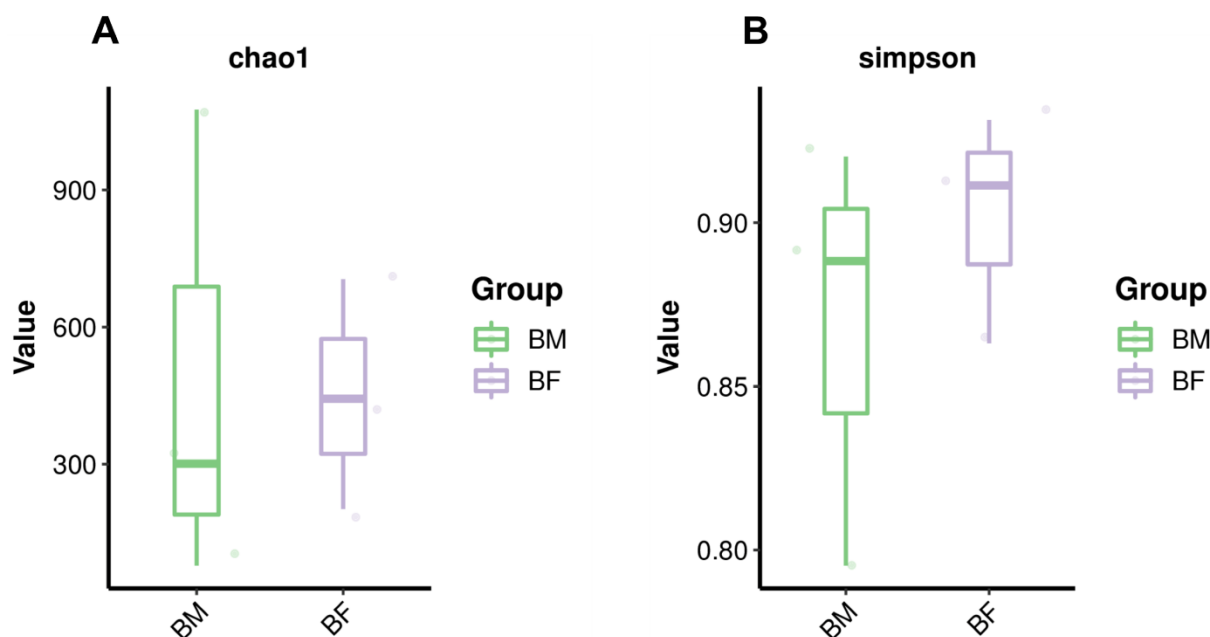 A
chao1
Value
900
600
300
BM
BF
Group
BM
BF
B
simpson
Value
0.90
0.85
0.80
BM
BF
Group
BM
BF